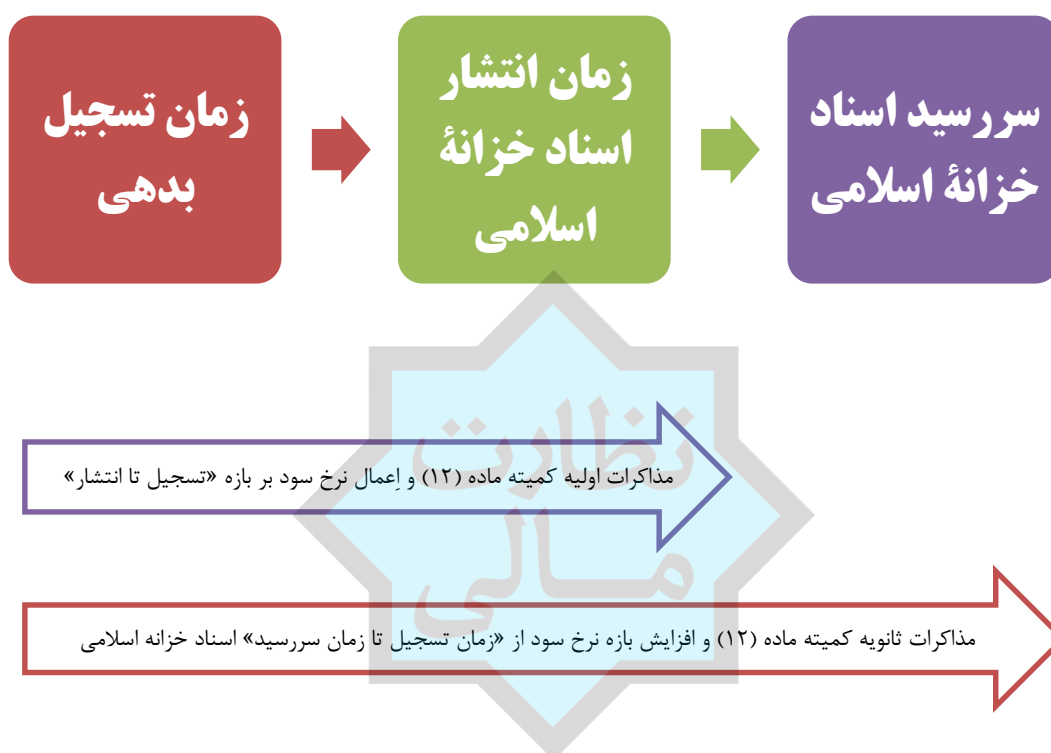 زمان تسجیل
بدهی
زمان انتشار
اسناد خزانهٔ
اسلامی
سررسید اسناد
خزانهٔ اسلامی
نظارت
مالی
مذاکرات اولیه کمیته ماده (۱۲) و اِعمال نرخ سود بر بازه «تسجیل تا انتشار»
مذاکرات ثانویه کمیته ماده (۱۲) و افزایش بازه نرخ سود از «زمان تسجیل تا زمان سررسید» اسناد خزانه اسلامی